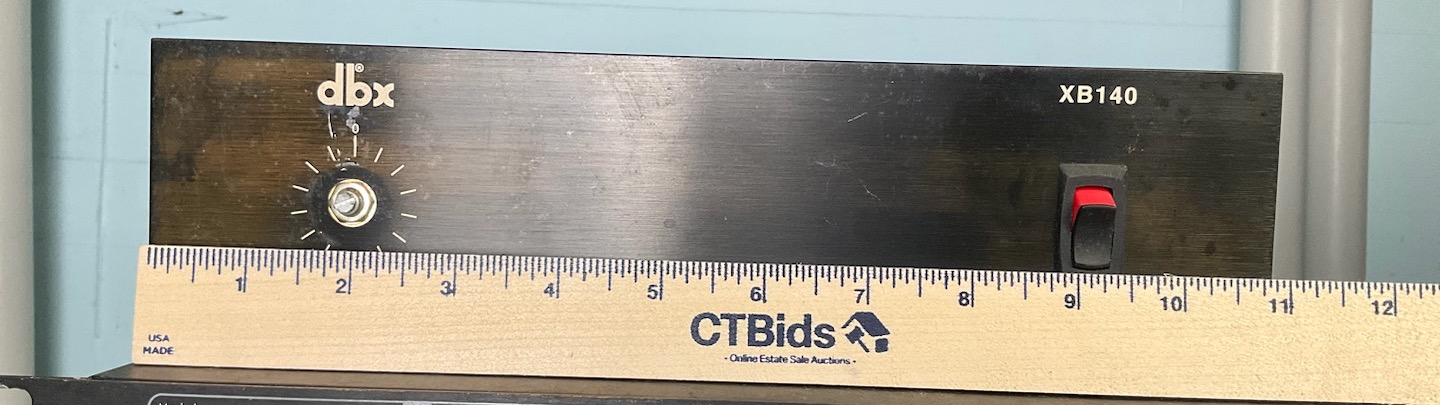 dbx®
XB140
0
1 2 3 4 5 6 7 8 9 10 11 12
USA
MADE
CTBids
- Online Estate Sale Auctions -